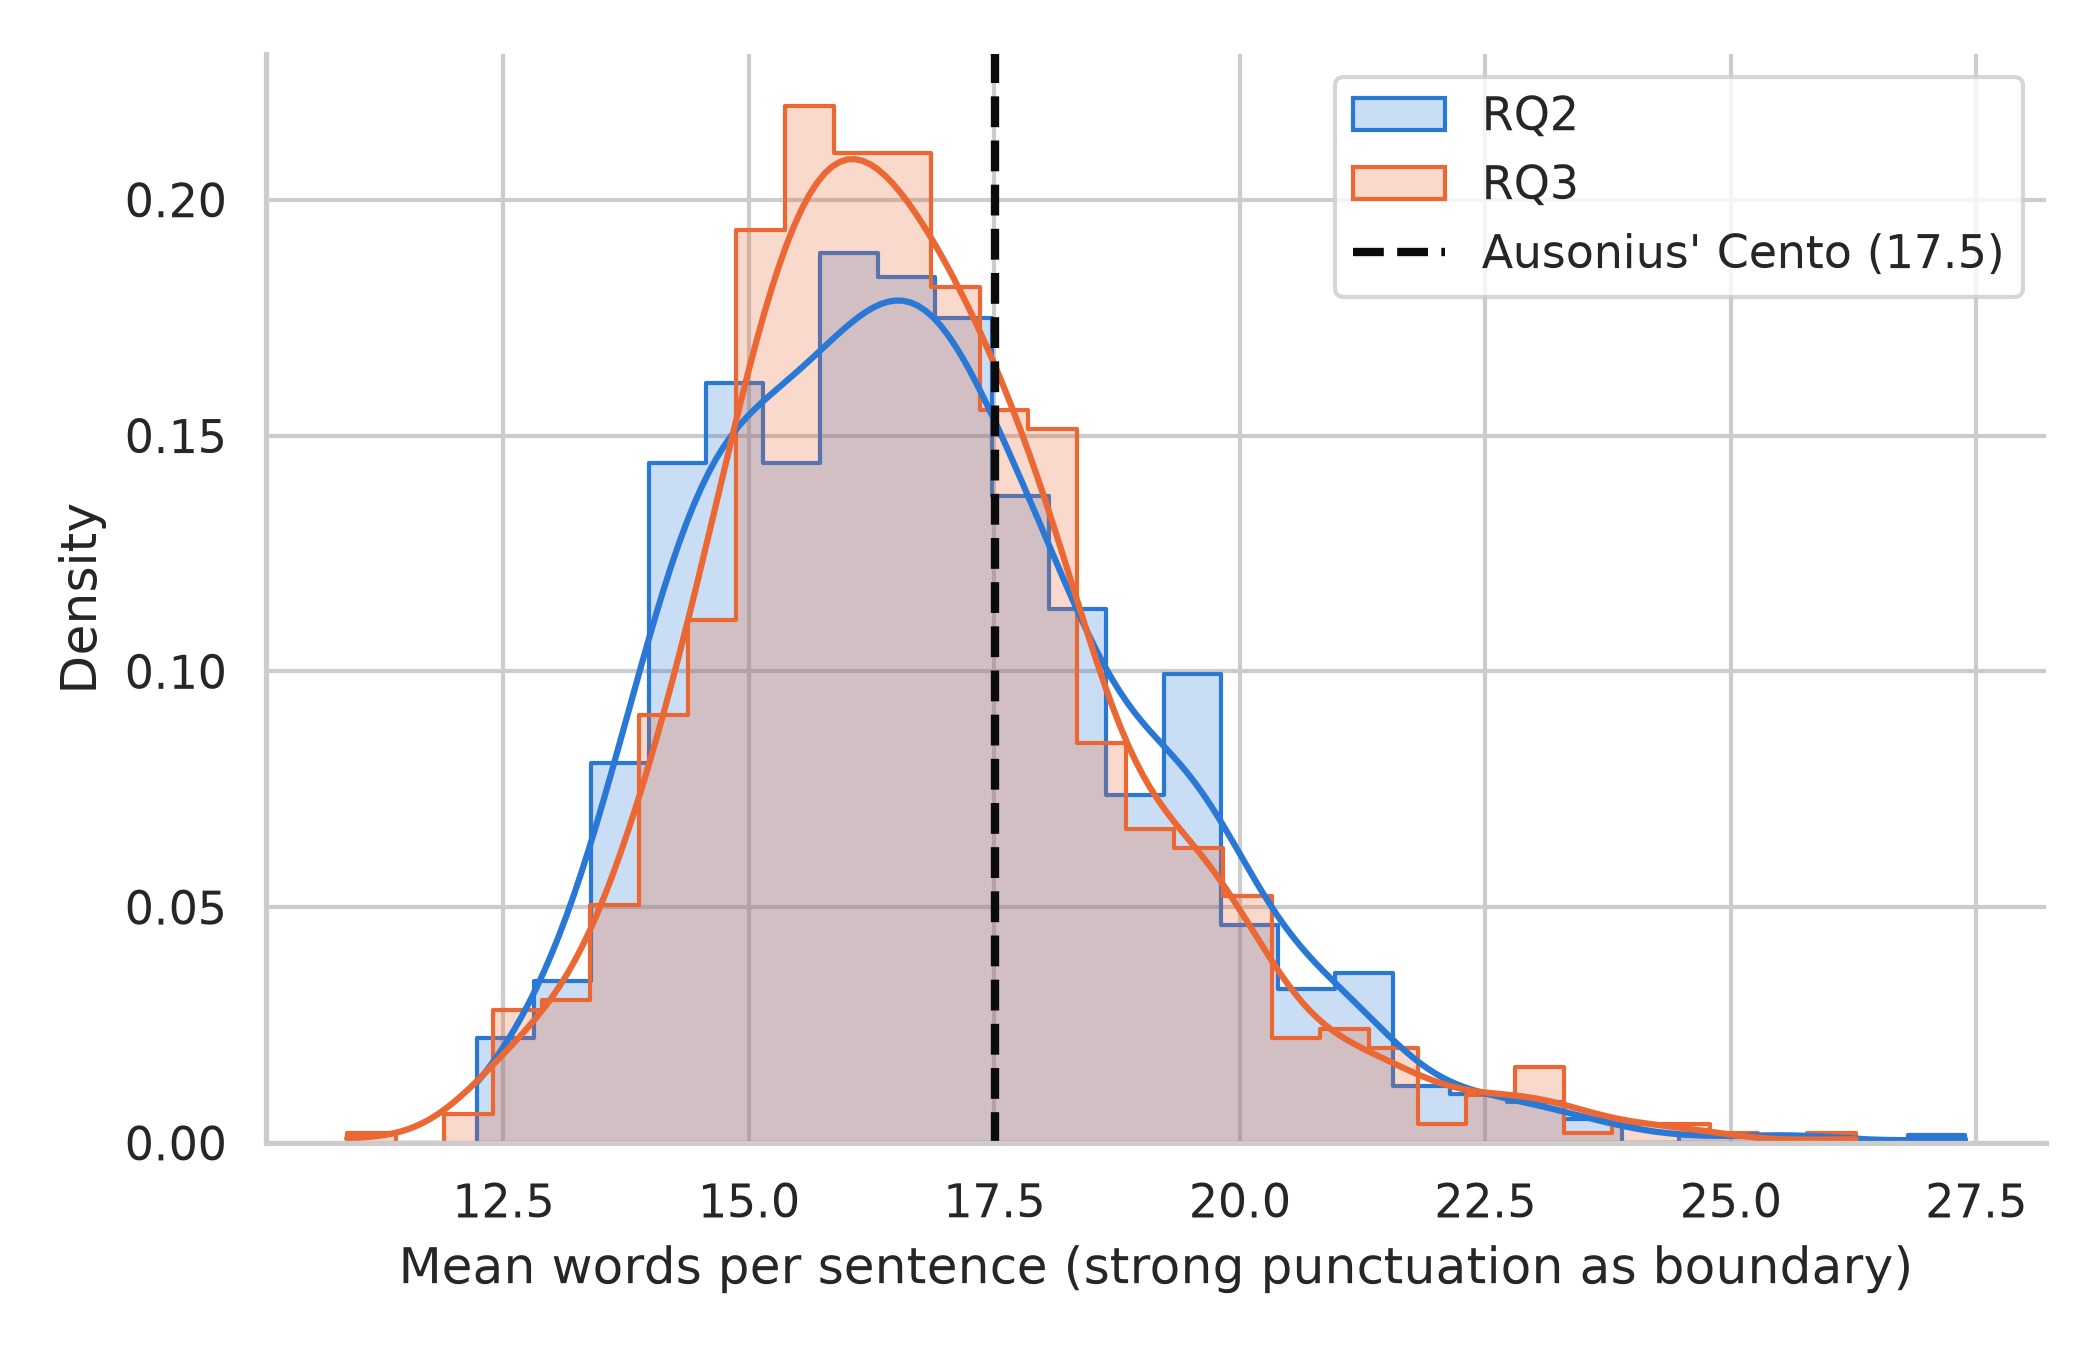 RQ2
RQ3
Ausonius' Cento (17.5)
0.20
0.15
0.10
0.05
0.00
Density
12.5 15.0 17.5 20.0 22.5 25.0 27.5
Mean words per sentence (strong punctuation as boundary)